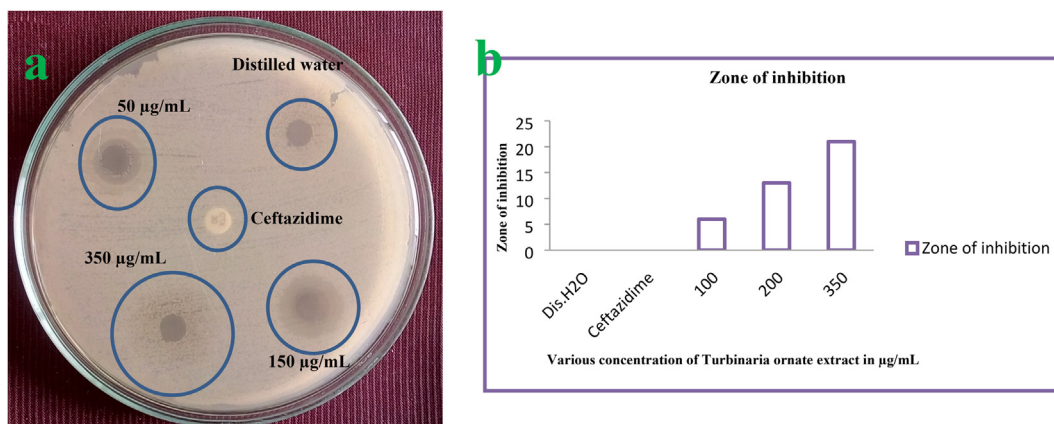 a
Distilled water
50 µg/mL
Ceftazidime
350 µg/mL
150 µg/mL
b
Zone of inhibition
Zone of inhibition
25
20
15
10
5
0
Dis.H2O
Ceftazidime
100
200
350
Zone of inhibition
Various concentration of Turbinaria ornate extract in µg/mL